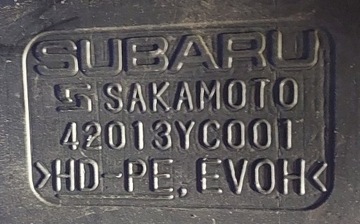 SUBARU
SAKAMOTO
42013YC001
>HD-PE, EVOH<